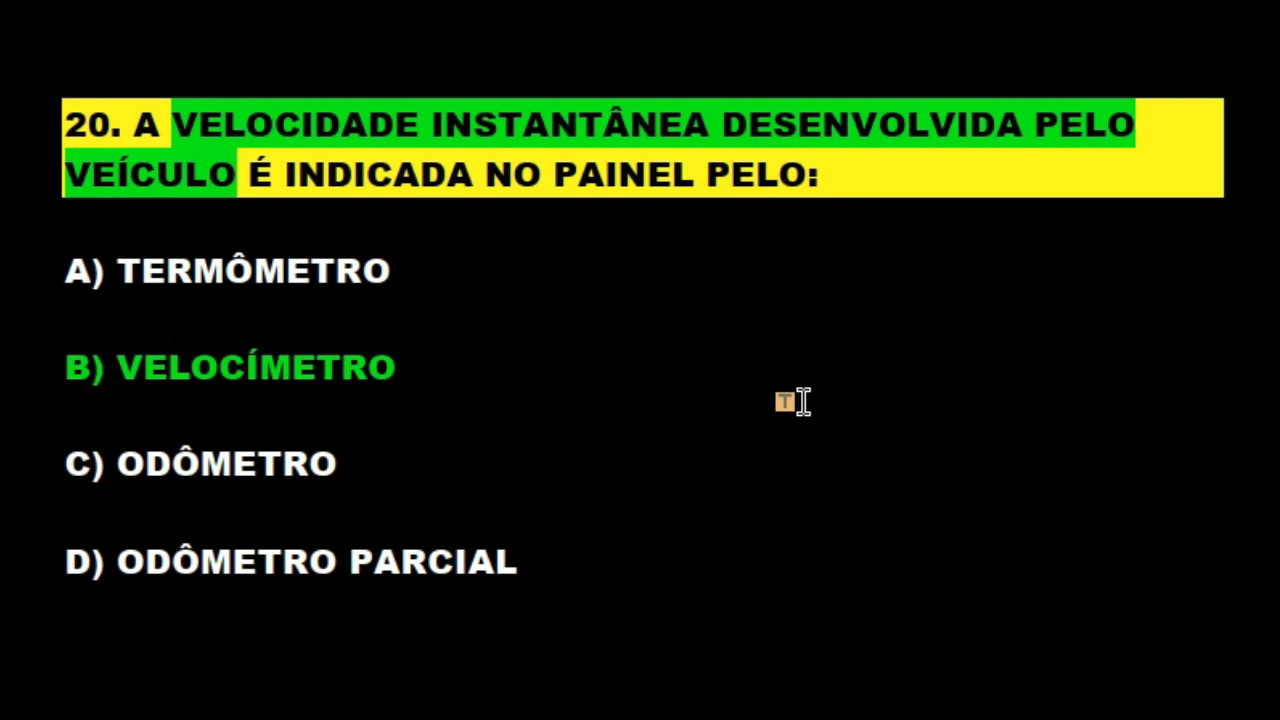 20. A VELOCIDADE INSTANTÂNEA DESENVOLVIDA PELO
VEÍCULO É INDICADA NO PAINEL PELO:
A) TERMÔMETRO
B) VELOCÍMETRO
T
C) ODÔMETRO
D) ODÔMETRO PARCIAL